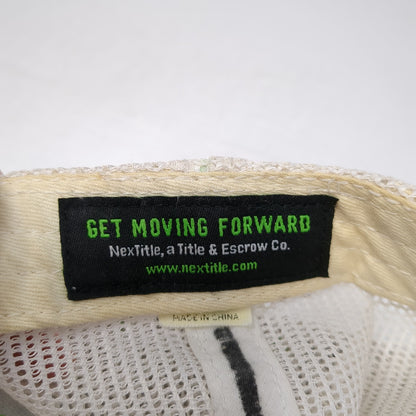 GET MOVING FORWARD
NexTitle, a Title & Escrow Co.
www.nextitle.com
MADE IN CHINA